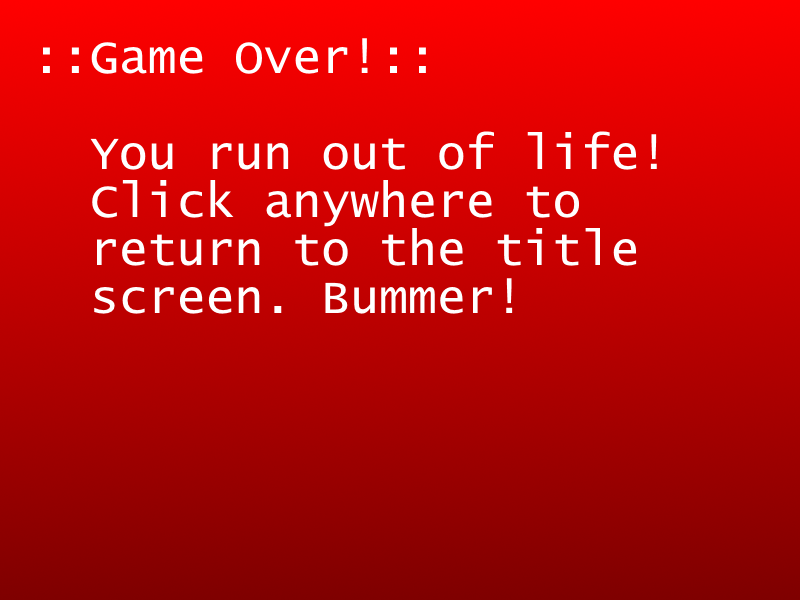 ::Game Over!::
You run out of life!
Click anywhere to
return to the title
screen. Bummer!